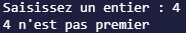 Saisissez un entier : 4
4 n'est pas premier